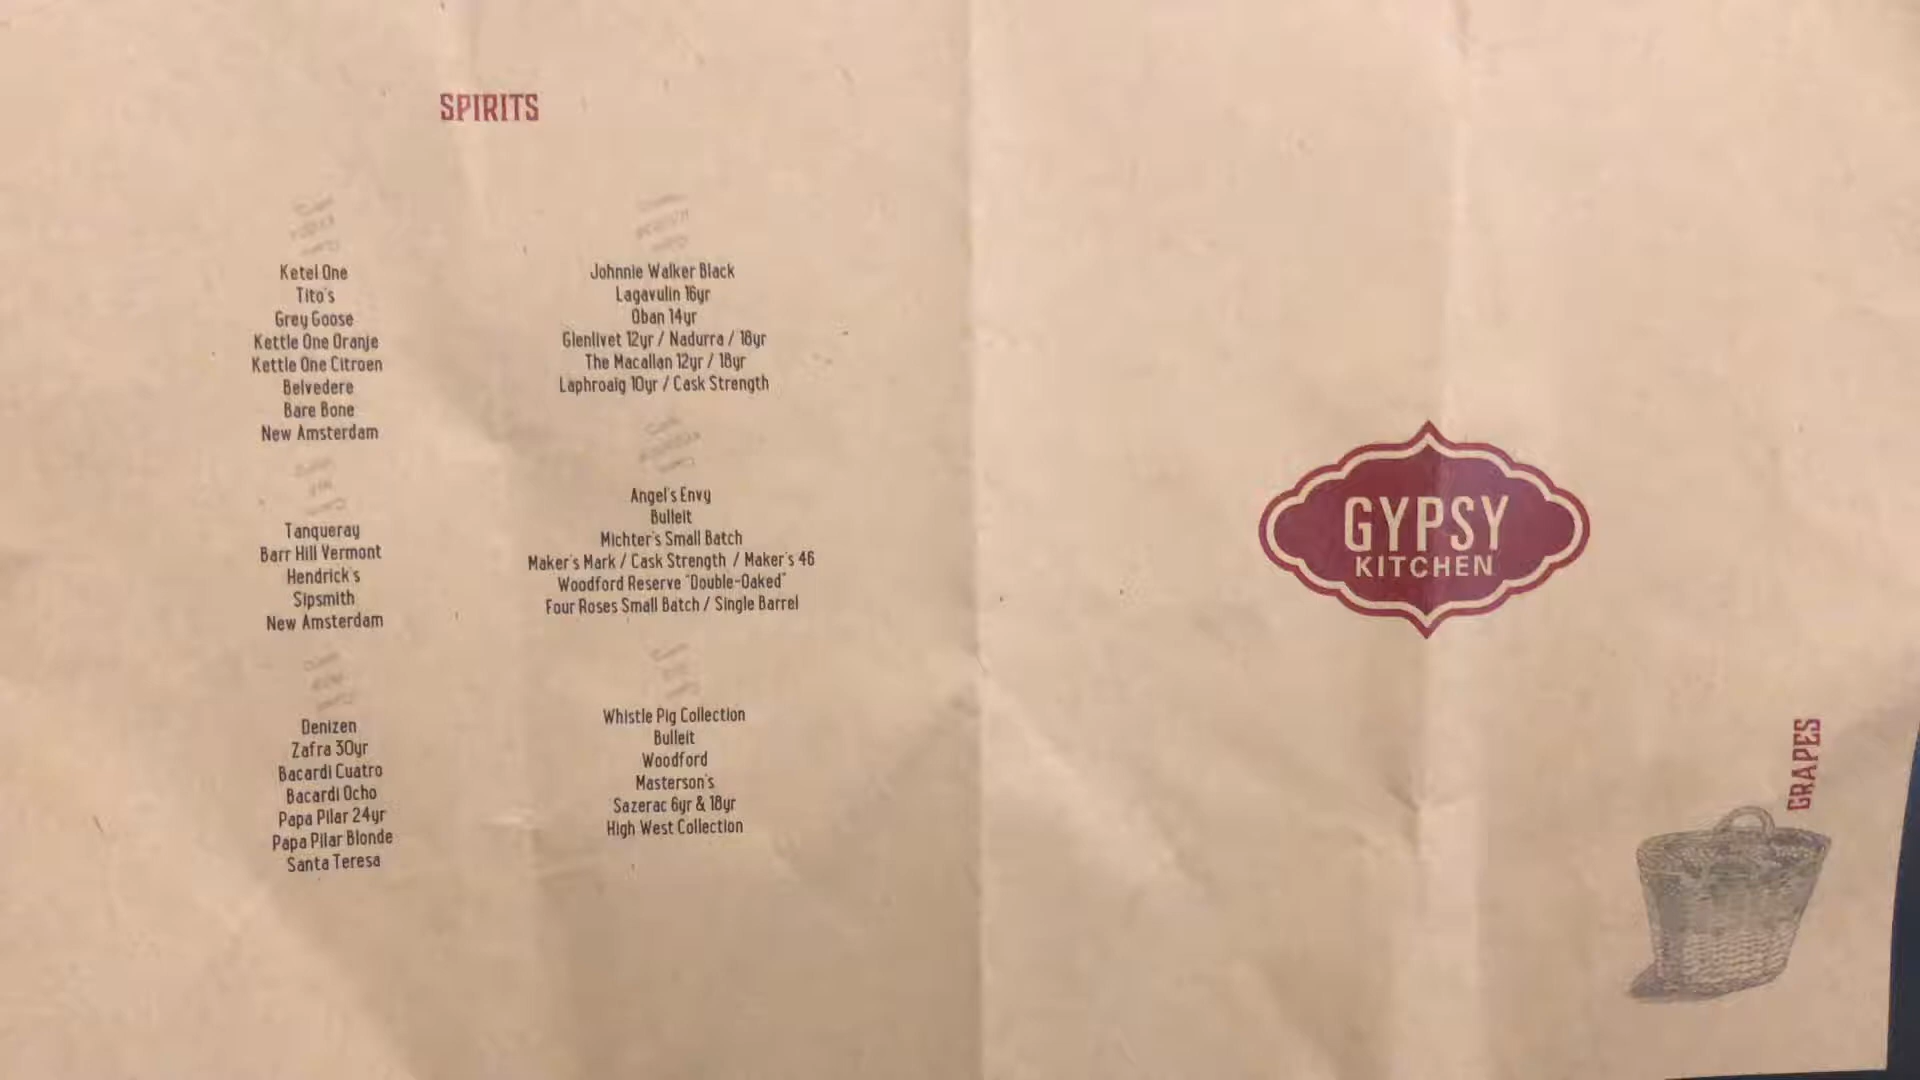 SPIRITS
Ketel One
Tito's
Grey Goose
Kettle One Oranje
Kettle One Citroen
Belvedere
Bare Bone
New Amsterdam
Tanqueray
Barr Hill Vermont
Hendrick's
Sipsmith
New Amsterdam
Denizen
Zafra 30yr
Bacardi Cuatro
Bacardi Ocho
Papa Pilar 24yr
Papa Pilar Blonde
Santa Teresa
Johnnie Walker Black
Lagavulin 16yr
Oban 14yr
Glenlivet 12yr / Nadurra / 18yr
The Macallan 12yr / 18yr
Laphroaig 10yr / Cask Strength
Angel's Envy
Bulleit
Michter's Small Batch
Maker's Mark / Cask Strength / Maker's 46
Woodford Reserve "Double-Oaked"
Four Roses Small Batch / Single Barrel
Whistle Pig Collection
Bulleit
Woodford
Masterson's
Sazerac 6yr & 18yr
High West Collection
GYPSY
KITCHEN
GRAPES